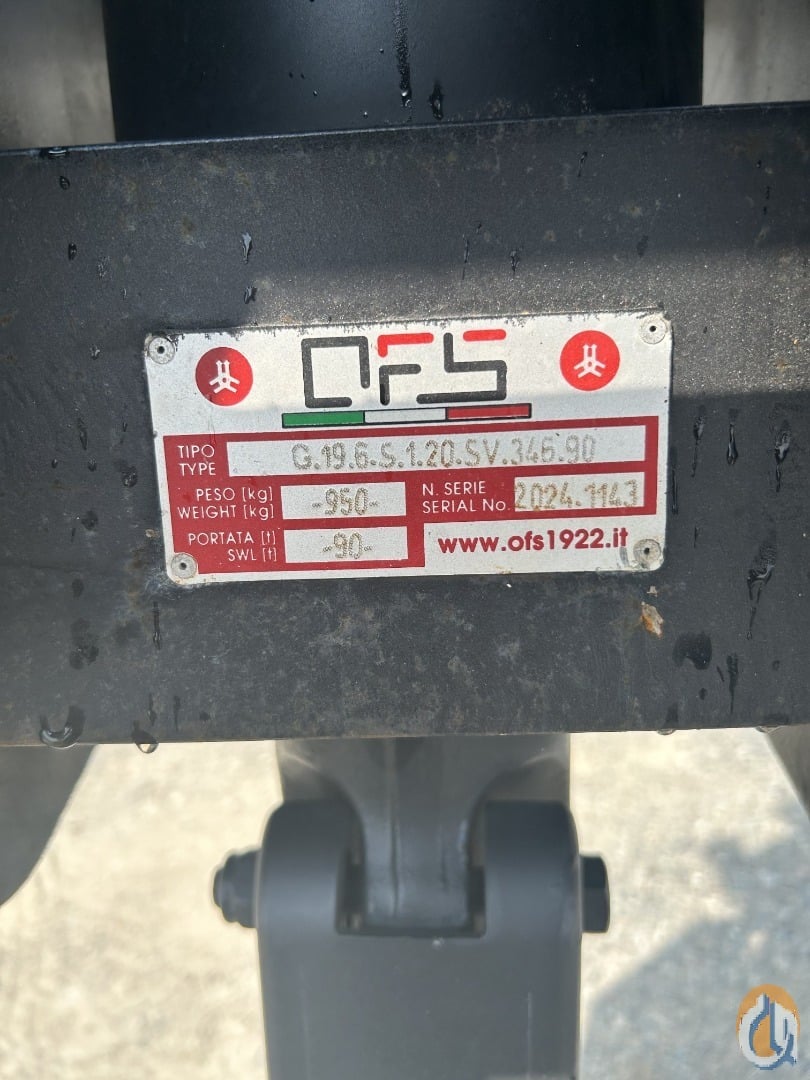 OFS
TIPO
TYPE
G.19.6.S.1.20.SV.346.90
PESO [kg]
WEIGHT [kg]
-950-
N. SERIE
SERIAL No.
2024.1143
PORTATA [t]
SWL [t]
-90-
www.ofs1922.it